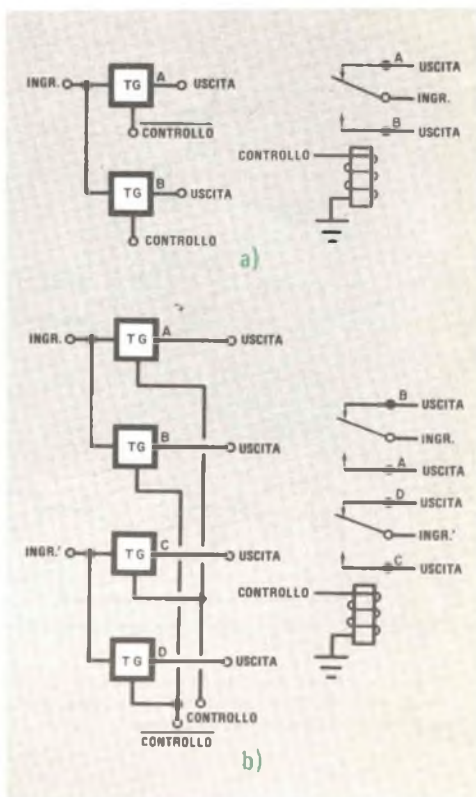 INGR. TG A USCITA
CONTROLLO
TG B USCITA
CONTROLLO
A USCITA
INGR.
B USCITA
CONTROLLO
a)
INGR. TG A USCITA
TG B USCITA
INGR.' TG C USCITA
TG D USCITA
CONTROLLO
CONTROLLO
B USCITA
INGR.
A USCITA
D USCITA
INGR.'
C USCITA
CONTROLLO
b)